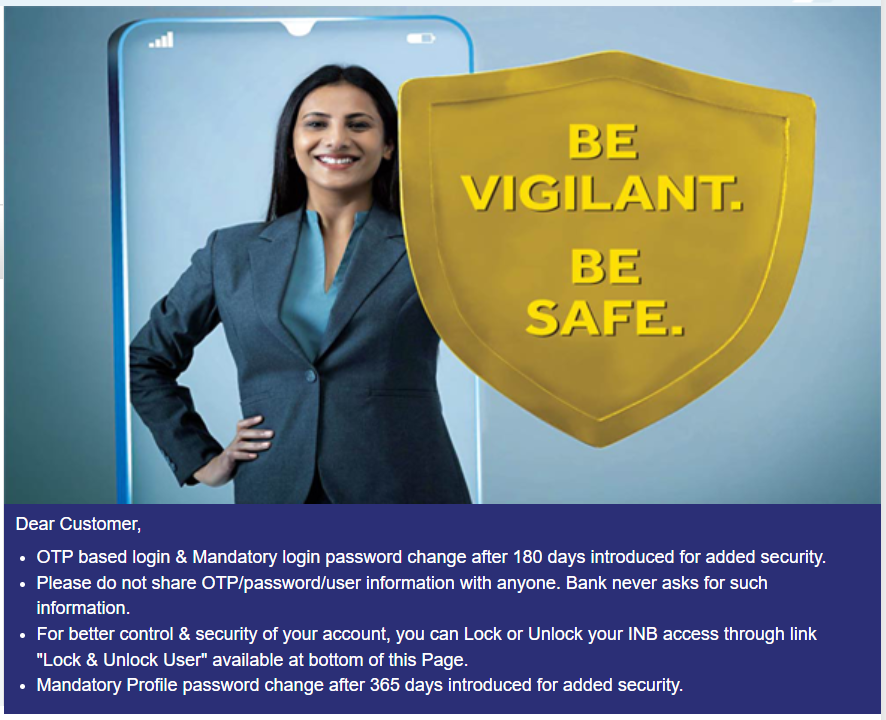 BE
VIGILANT.
BE
SAFE.
Dear Customer,
• OTP based login & Mandatory login password change after 180 days introduced for added security.
• Please do not share OTP/password/user information with anyone. Bank never asks for such
information.
• For better control & security of your account, you can Lock or Unlock your INB access through link
"Lock & Unlock User" available at bottom of this Page.
• Mandatory Profile password change after 365 days introduced for added security.